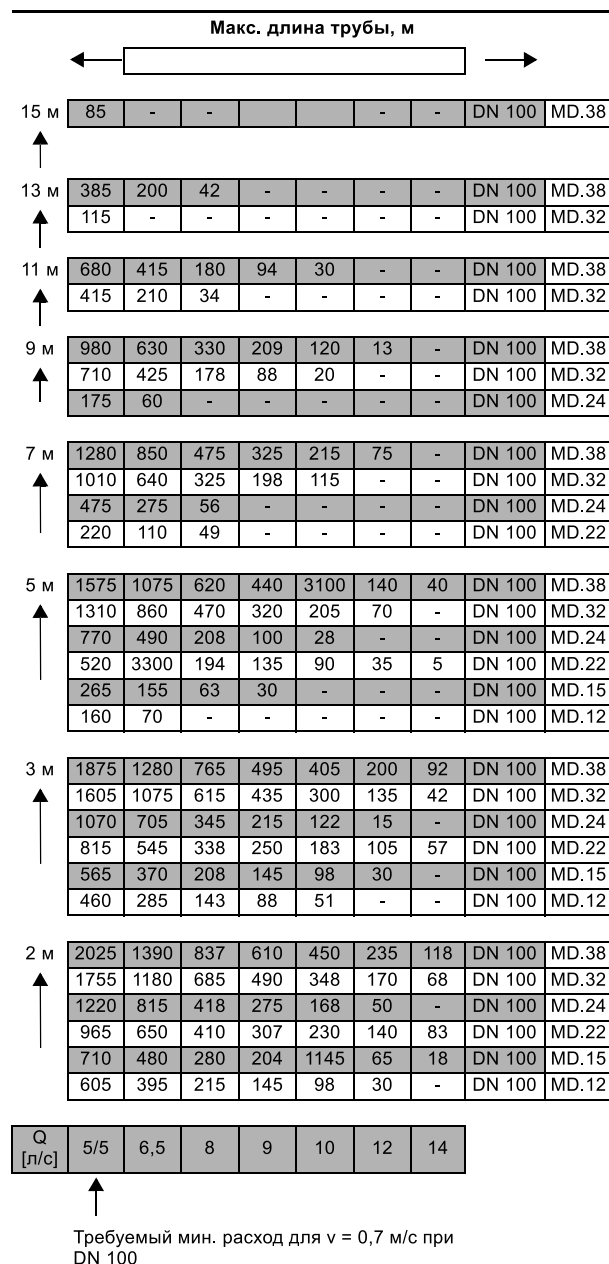 Макс. длина трубы, м
15 м 85 - - - - DN 100 MD.38
13 м 385 200 42 - - - - DN 100 MD.38
115 - - - - - - DN 100 MD.32
11 м 680 415 180 94 30 - - DN 100 MD.38
415 210 34 - - - - DN 100 MD.32
9 м 980 630 330 209 120 13 - DN 100 MD.38
710 425 178 88 20 - - DN 100 MD.32
175 60 - - - - - DN 100 MD.24
7 м 1280 850 475 325 215 75 - DN 100 MD.38
1010 640 325 198 115 - - DN 100 MD.32
475 275 56 - - - - DN 100 MD.24
220 110 49 - - - - DN 100 MD.22
5 м 1575 1075 620 440 3100 140 40 DN 100 MD.38
1310 860 470 320 205 70 - DN 100 MD.32
770 490 208 100 28 - - DN 100 MD.24
520 3300 194 135 90 35 5 DN 100 MD.22
265 155 63 30 - - - DN 100 MD.15
160 70 - - - - - DN 100 MD.12
3 м 1875 1280 765 495 405 200 92 DN 100 MD.38
1605 1075 615 435 300 135 42 DN 100 MD.32
1070 705 345 215 122 15 - DN 100 MD.24
815 545 338 250 183 105 57 DN 100 MD.22
565 370 208 145 98 30 - DN 100 MD.15
460 285 143 88 51 - - DN 100 MD.12
2 м 2025 1390 837 610 450 235 118 DN 100 MD.38
1755 1180 685 490 348 170 68 DN 100 MD.32
1220 815 418 275 168 50 - DN 100 MD.24
965 650 410 307 230 140 83 DN 100 MD.22
710 480 280 204 1145 65 18 DN 100 MD.15
605 395 215 145 98 30 - DN 100 MD.12
Q [л/с] 5/5 6,5 8 9 10 12 14
Требуемый мин. расход для v = 0,7 м/с при
DN 100